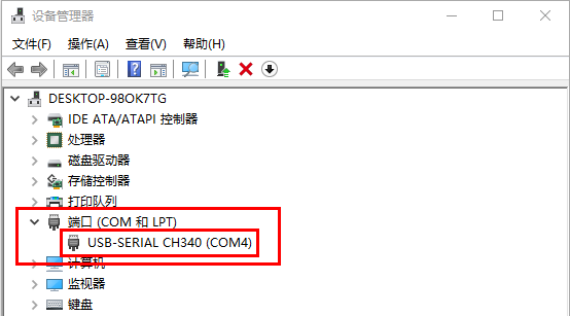 设备管理器
文件(F) 操作(A) 查看(V) 帮助(H)
DESKTOP-98OK7TG
IDE ATA/ATAPI 控制器
处理器
磁盘驱动器
存储控制器
打印队列
端口 (COM 和 LPT)
USB-SERIAL CH340 (COM4)
计算机
监视器
键盘